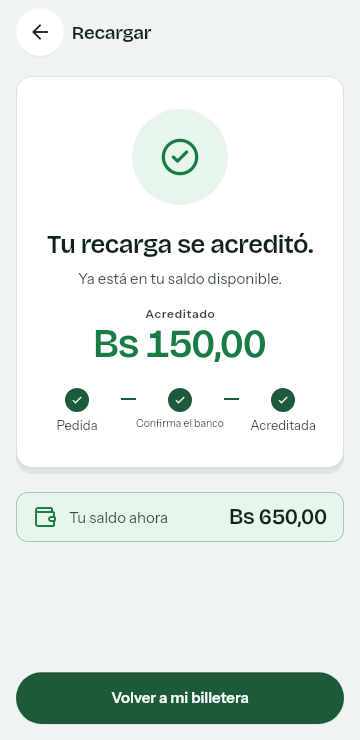 Recargar
Tu recarga se acreditó.
Ya está en tu saldo disponible.
Acreditado
Bs 150,00
Pedida
Confirma el banco
Acreditada
Tu saldo ahora
Bs 650,00
Volver a mi billetera